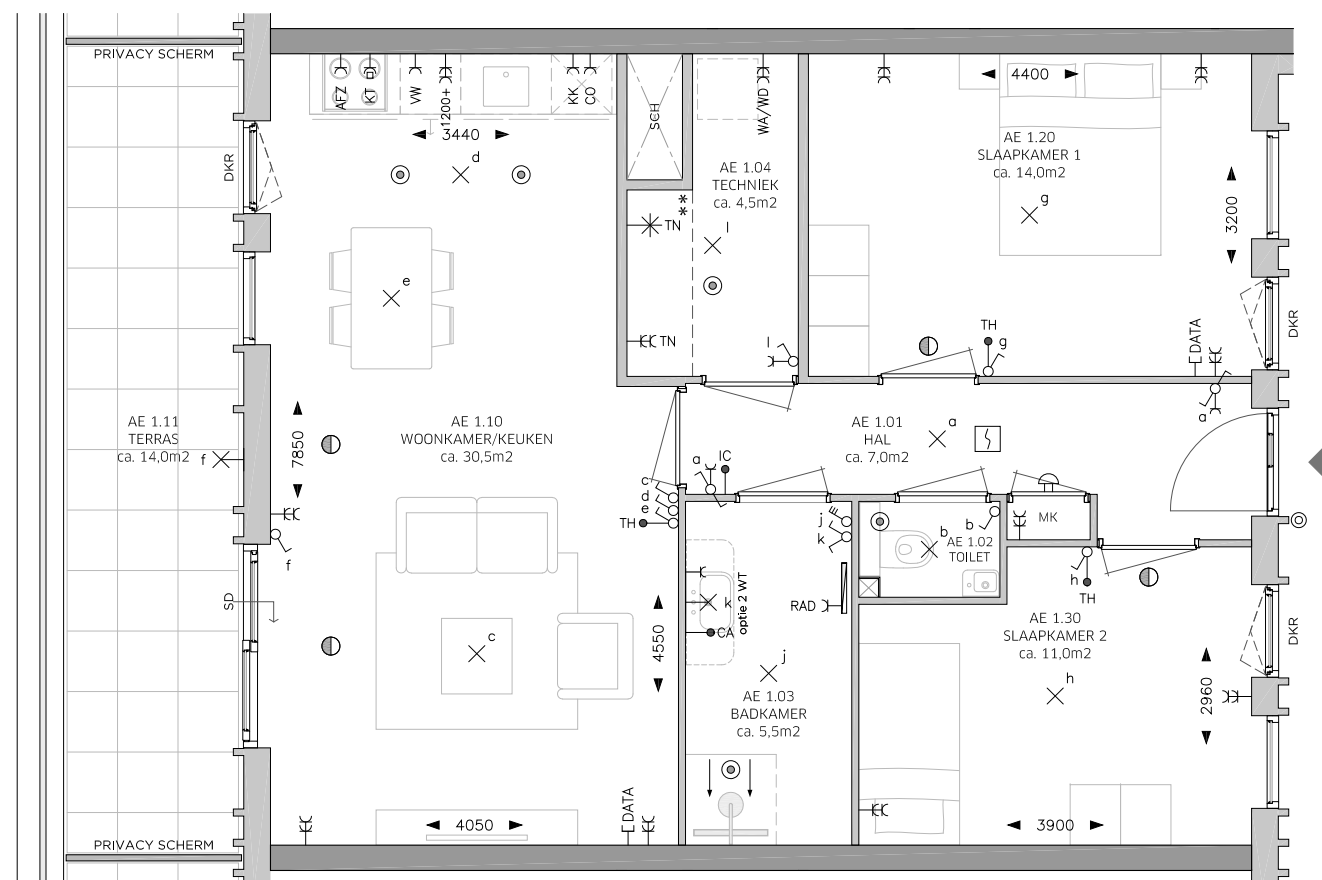 PRIVACY SCHERM
AFZ
KT
VW
1200+
KK
CO
3440
d
DKR
SCH
WA/WD
AE 1.04
TECHNIEK
ca. 4,5m2
**
TN
l
TN
l
4400
AE 1.20
SLAAPKAMER 1
ca. 14,0m2
g
3200
TH
g
DATA
DKR
e
AE 1.11
TERRAS
ca. 14,0m2
f
7850
AE 1.10
WOONKAMER/KEUKEN
ca. 30,5m2
AE 1.01
HAL
ca. 7,0m2
a
a
a
IC
c
d
e
TH
f
SD
j
k
b
b
AE 1.02
TOILET
MK
h
TH
k
optie 2 WT
CA
RAD
4550
c
j
AE 1.03
BADKAMER
ca. 5,5m2
AE 1.30
SLAAPKAMER 2
ca. 11,0m2
h
2960
DKR
DATA
4050
3900
PRIVACY SCHERM